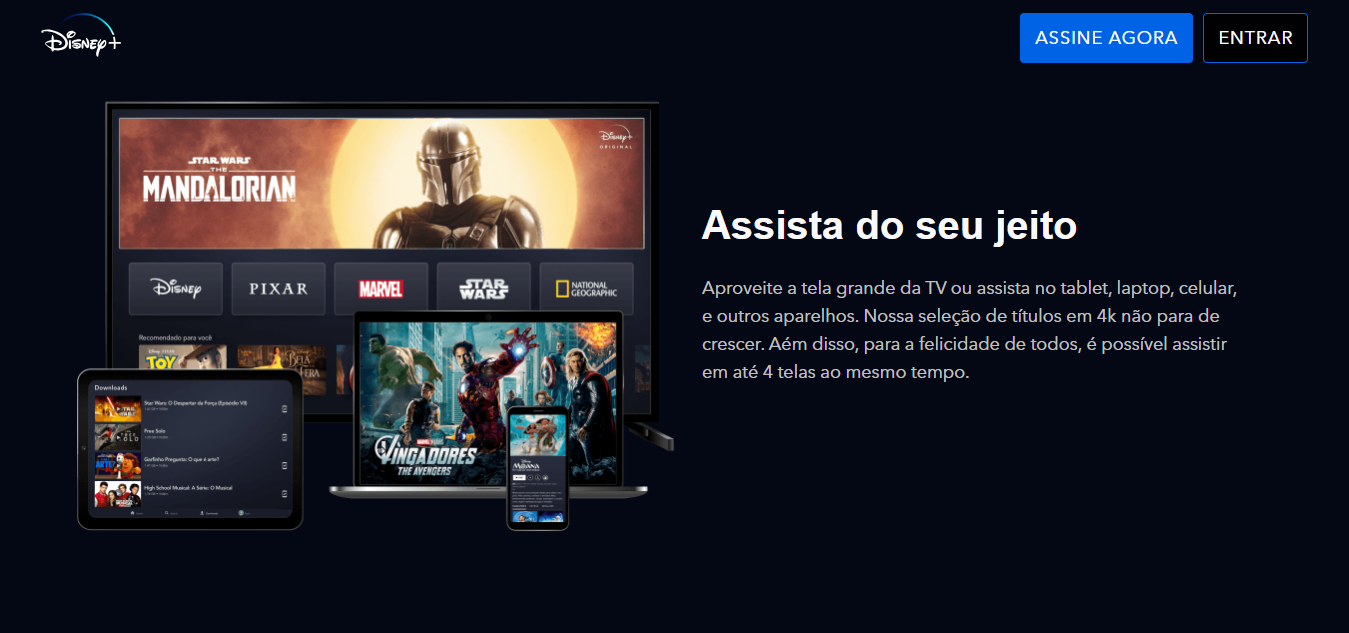 Disney+
ASSINE AGORA
ENTRAR
Disney+
ORIGINAL
STAR WARS
THE
MANDALORIAN
Disney
PIXAR
MARVEL
STAR WARS
NATIONAL GEOGRAPHIC
Recomendado para você
TOY
BELA
FERA
Downloads
Star Wars: O Despertar da Força (Episódio VII)
Free Solo
Garfinho Pregunta: O que é arte?
High School Musical: A Série: O Musical
VINGADORES
THE AVENGERS
MOANA
Assista do seu jeito
Aproveite a tela grande da TV ou assista no tablet, laptop, celular,
e outros aparelhos. Nossa seleção de títulos em 4k não para de
crescer. Aém disso, para a felicidade de todos, é possível assistir
em até 4 telas ao mesmo tempo.